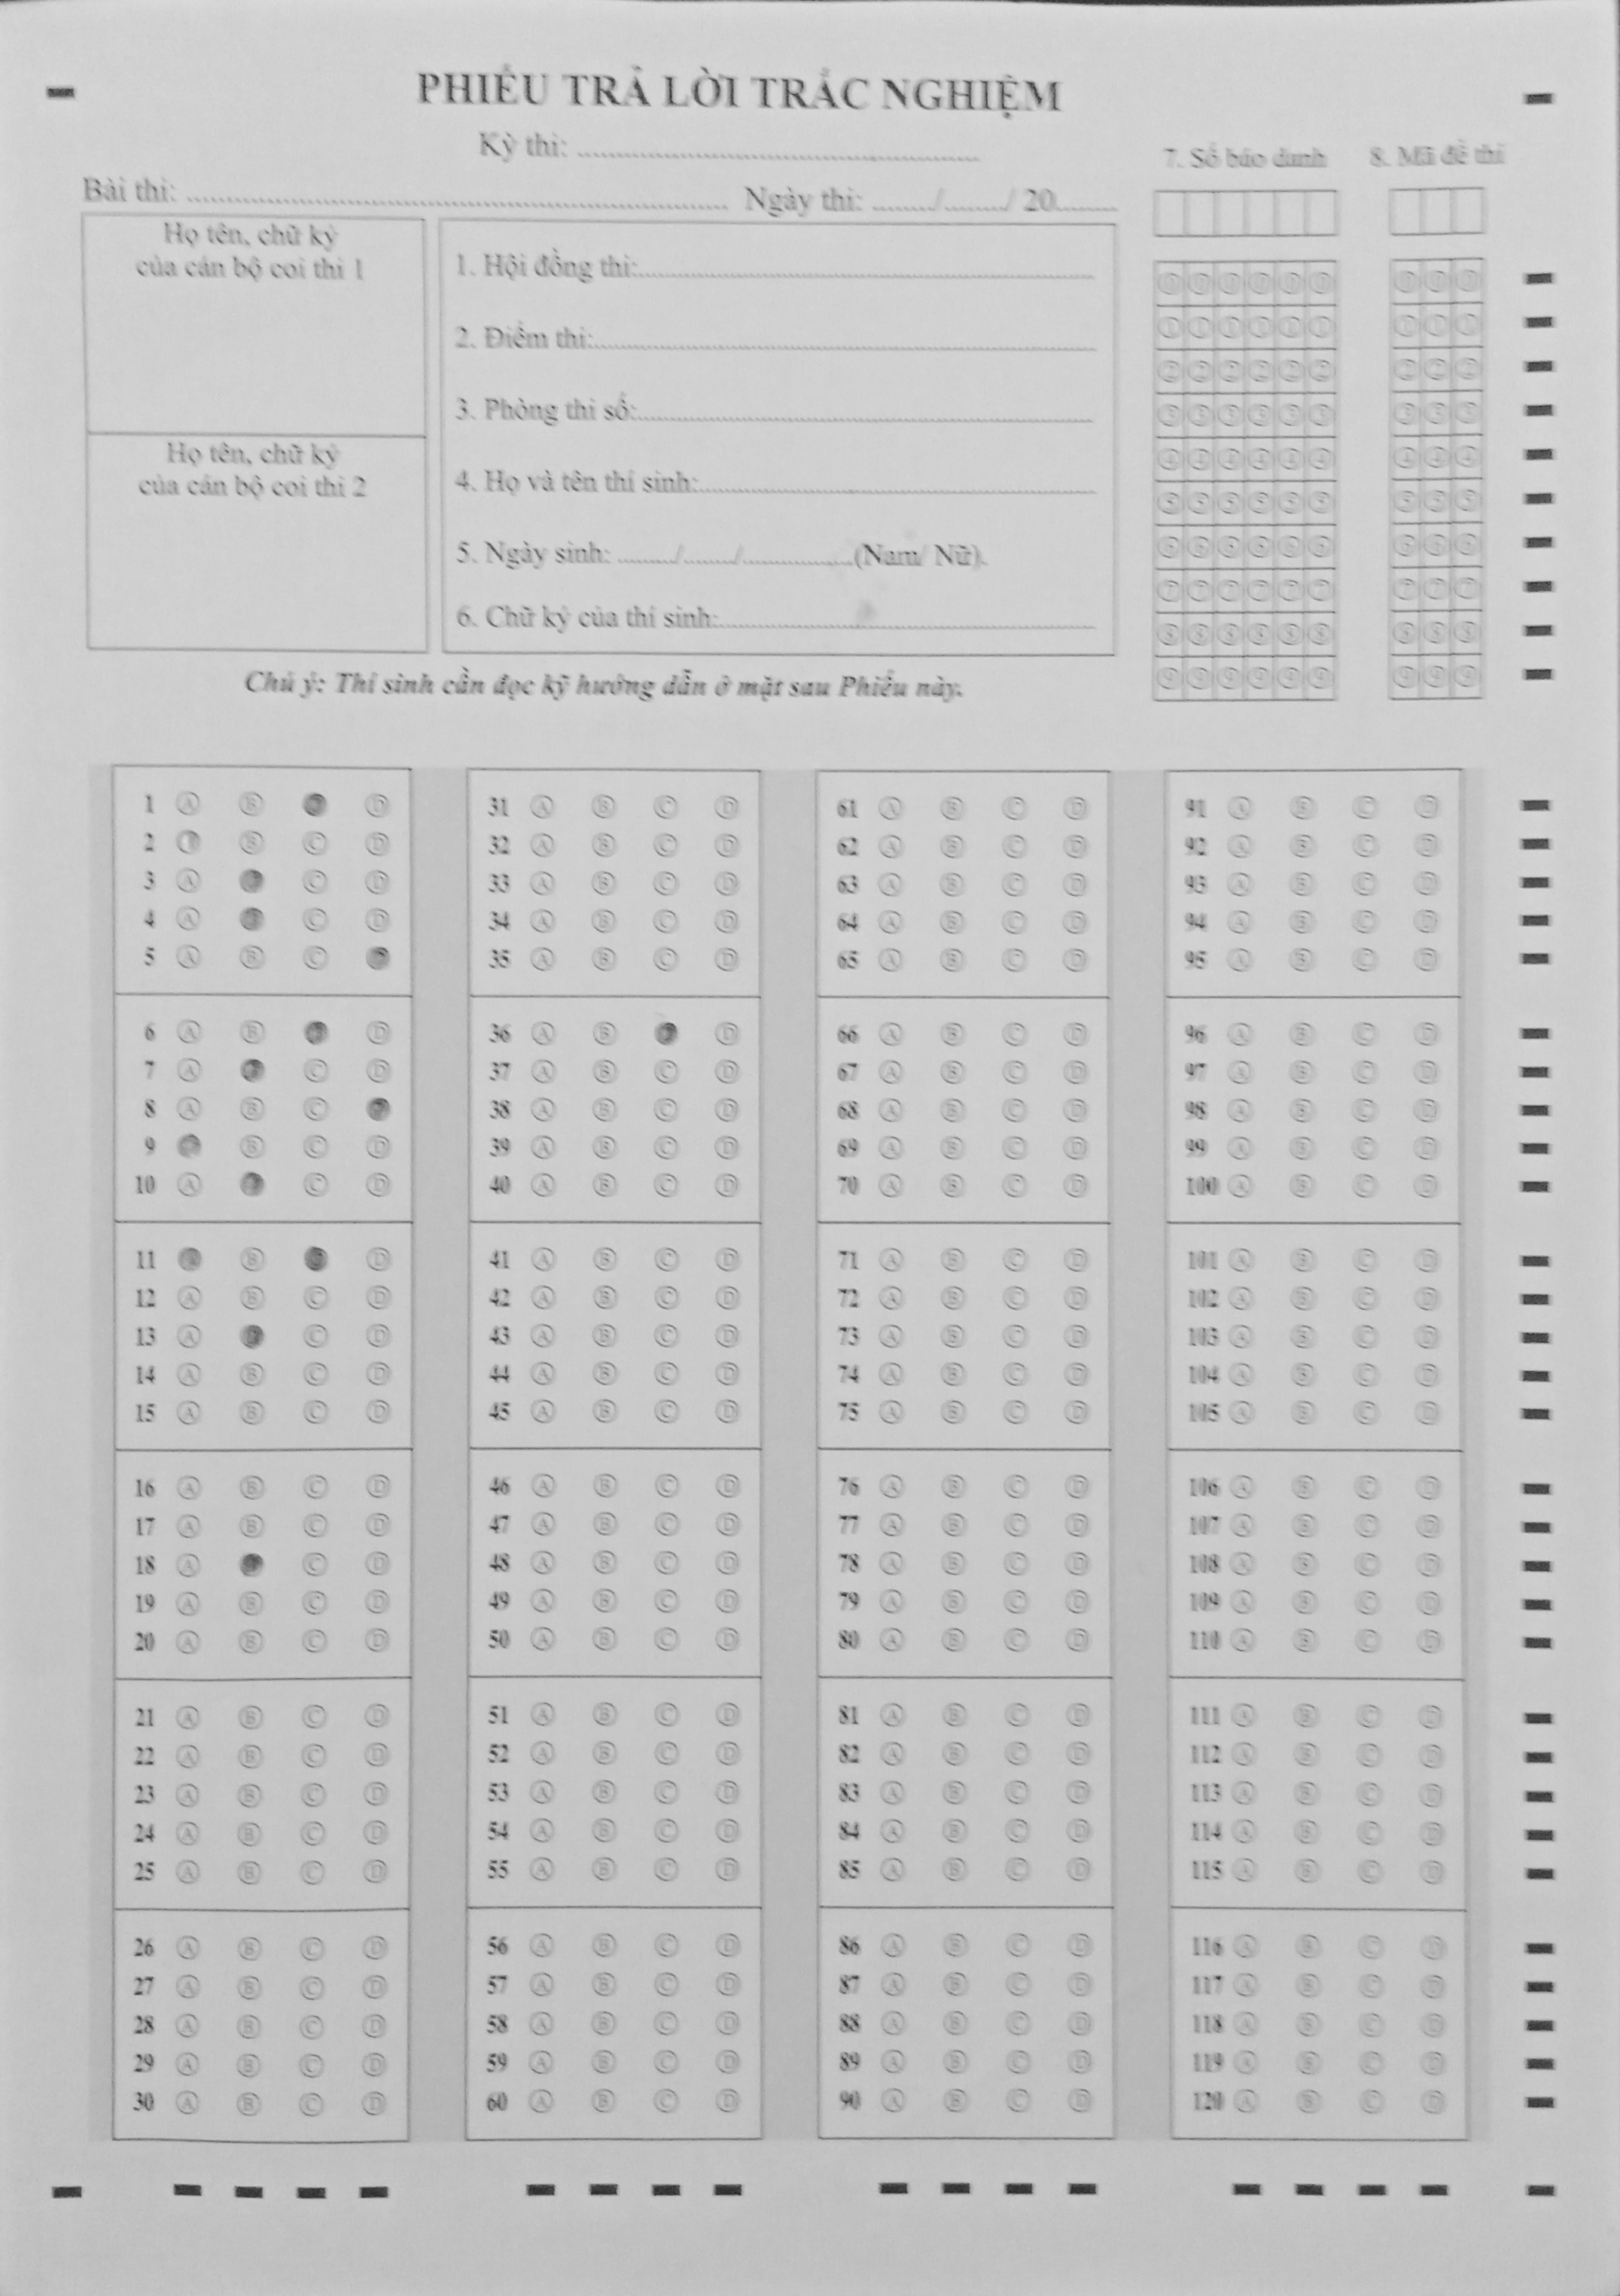 PHIẾU TRẢ LỜI TRẮC NGHIỆM
Kỳ thi: ........................................................
Bài thi: ........................................................ Ngày thi: ........./........./ 20.........
7. Số báo danh
8. Mã đề thi
Họ tên, chữ ký
của cán bộ coi thi 1
Họ tên, chữ ký
của cán bộ coi thi 2
1. Hội đồng thi:........................................................
2. Điểm thi:........................................................
3. Phòng thi số:........................................................
4. Họ và tên thí sinh:........................................................
5. Ngày sinh: ........./........./.................(Nam/ Nữ).
6. Chữ ký của thí sinh:........................................................
0 0 0 0 0 0 0 0 0
1 1 1 1 1 1 1 1 1
2 2 2 2 2 2 2 2 2
3 3 3 3 3 3 3 3 3
4 4 4 4 4 4 4 4 4
5 5 5 5 5 5 5 5 5
6 6 6 6 6 6 6 6 6
7 7 7 7 7 7 7 7 7
8 8 8 8 8 8 8 8 8
9 9 9 9 9 9 9 9 9
Chú ý: Thí sinh cần đọc kỹ hướng dẫn ở mặt sau Phiếu này.
1 A B D
2 B C D
3 A C D
4 A C D
5 A B C
6 A B D
7 A C D
8 A B C
9 B C D
10 A C D
11 B D
12 A B C D
13 A C D
14 A B C D
15 A B C D
16 A B C D
17 A B C D
18 A C D
19 A B C D
20 A B C D
21 A B C D
22 A B C D
23 A B C D
24 A B C D
25 A B C D
26 A B C D
27 A B C D
28 A B C D
29 A B C D
30 A B C D
31 A B C D
32 A B C D
33 A B C D
34 A B C D
35 A B C D
36 A B D
37 A B C D
38 A B C D
39 A B C D
40 A B C D
41 A B C D
42 A B C D
43 A B C D
44 A B C D
45 A B C D
46 A B C D
47 A B C D
48 A B C D
49 A B C D
50 A B C D
51 A B C D
52 A B C D
53 A B C D
54 A B C D
55 A B C D
56 A B C D
57 A B C D
58 A B C D
59 A B C D
60 A B C D
61 A B C D
62 A B C D
63 A B C D
64 A B C D
65 A B C D
66 A B C D
67 A B C D
68 A B C D
69 A B C D
70 A B C D
71 A B C D
72 A B C D
73 A B C D
74 A B C D
75 A B C D
76 A B C D
77 A B C D
78 A B C D
79 A B C D
80 A B C D
81 A B C D
82 A B C D
83 A B C D
84 A B C D
85 A B C D
86 A B C D
87 A B C D
88 A B C D
89 A B C D
90 A B C D
91 A B C D
92 A B C D
93 A B C D
94 A B C D
95 A B C D
96 A B C D
97 A B C D
98 A B C D
99 A B C D
100 A B C D
101 A B C D
102 A B C D
103 A B C D
104 A B C D
105 A B C D
106 A B C D
107 A B C D
108 A B C D
109 A B C D
110 A B C D
111 A B C D
112 A B C D
113 A B C D
114 A B C D
115 A B C D
116 A B C D
117 A B C D
118 A B C D
119 A B C D
120 A B C D